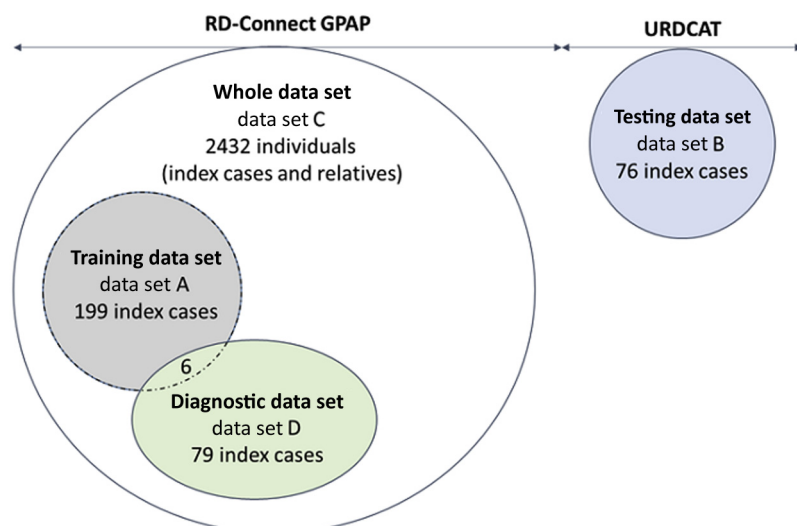 RD-Connect GPAP
URDCAT
Whole data set
data set C
2432 individuals
(index cases and relatives)
Testing data set
data set B
76 index cases
Training data set
data set A
199 index cases
6
Diagnostic data set
data set D
79 index cases